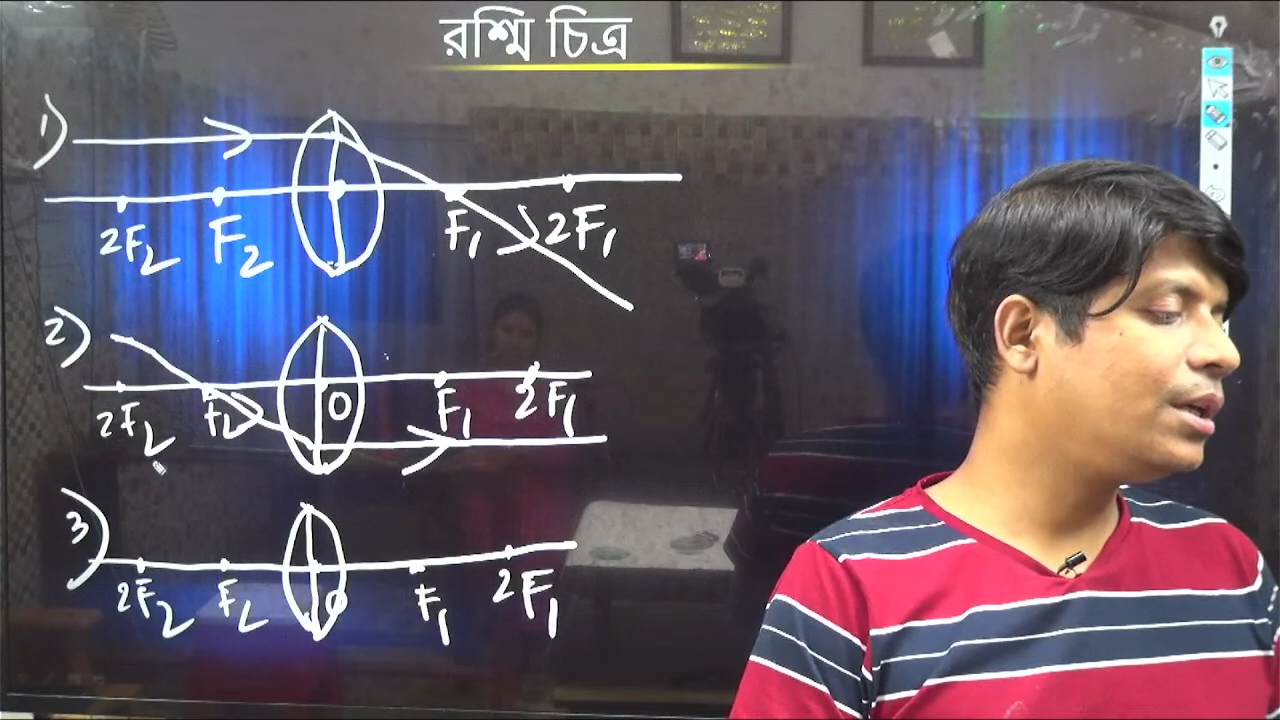 রশ্মি চিত্র
1)
2F₂ F₂ F₁ 2F₁
2)
2F₂ F₂ O F₁ 2F₁
3)
2F₂ F₂ O F₁ 2F₁